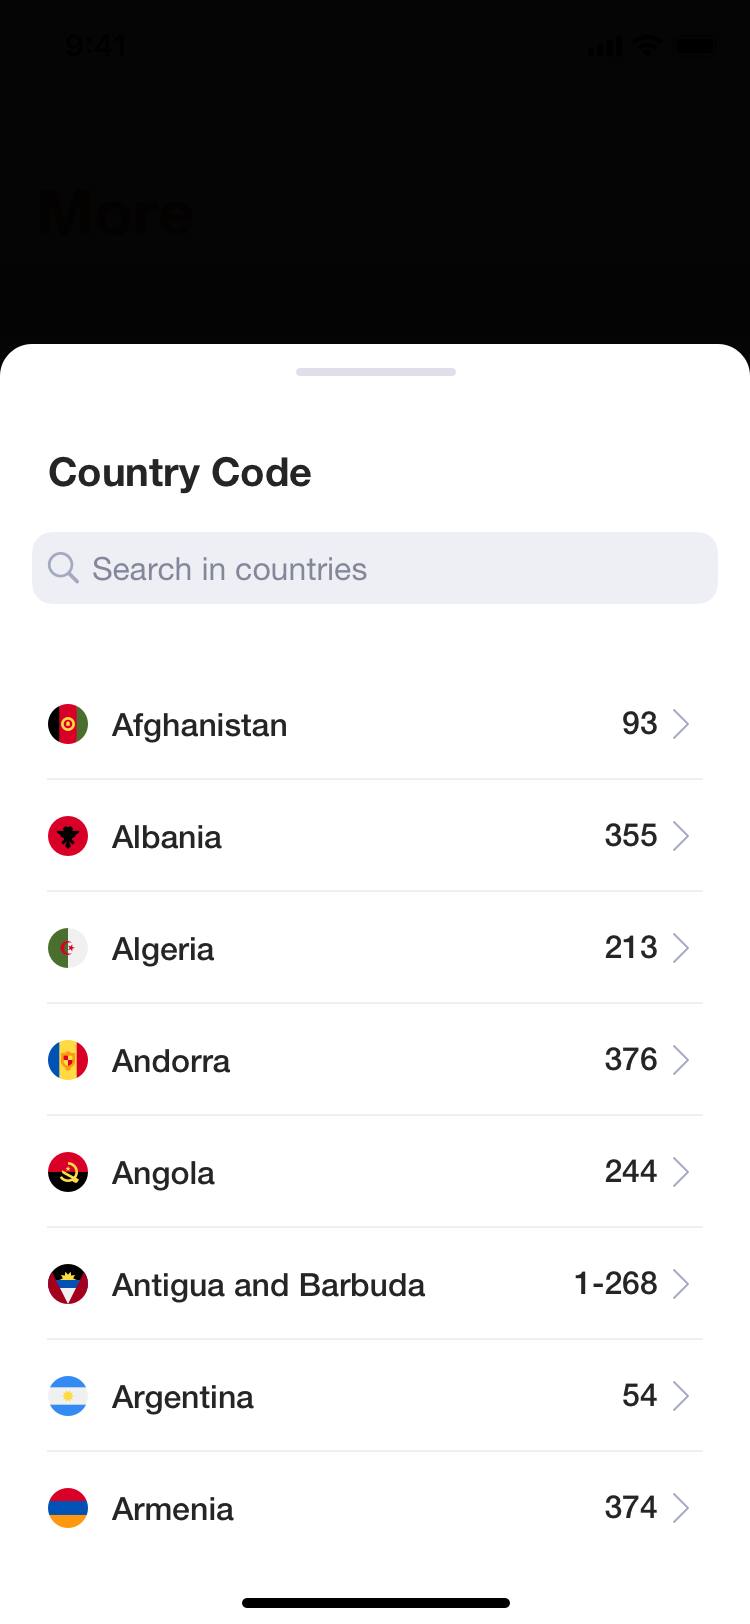 9:41
More
Country Code
Search in countries
Afghanistan 93
Albania 355
Algeria 213
Andorra 376
Angola 244
Antigua and Barbuda 1-268
Argentina 54
Armenia 374